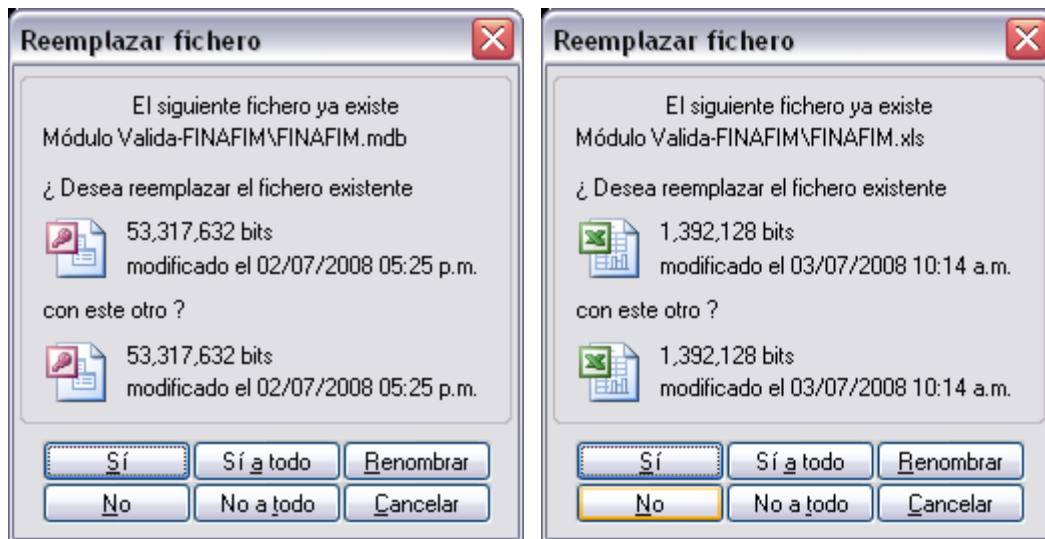 Reemplazar fichero
El siguiente fichero ya existe
Módulo Valida-FINAFIM\FINAFIM.mdb
¿ Desea reemplazar el fichero existente
53,317,632 bits
modificado el 02/07/2008 05:25 p.m.
con este otro ?
53,317,632 bits
modificado el 02/07/2008 05:25 p.m.
Sí
Sí a todo
Renombrar
No
No a todo
Cancelar
Reemplazar fichero
El siguiente fichero ya existe
Módulo Valida-FINAFIM\FINAFIM.xls
¿ Desea reemplazar el fichero existente
1,392,128 bits
modificado el 03/07/2008 10:14 a.m.
con este otro ?
1,392,128 bits
modificado el 03/07/2008 10:14 a.m.
Sí
Sí a todo
Renombrar
No
No a todo
Cancelar